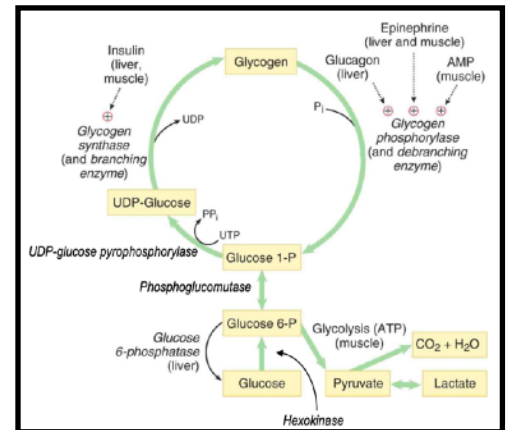 Insulin
(liver,
muscle)
Glycogen
synthase
(and branching
enzyme)
UDP
Glycogen
Epinephrine
(liver and muscle)
Glucagon
(liver)
AMP
(muscle)
Pi
Glycogen
phosphorylase
(and debranching
enzyme)
UDP-Glucose
PPi
UTP
UDP-glucose pyrophosphorylase
Glucose 1-P
Phosphoglucomutase
Glucose
6-phosphatase
(liver)
Glucose 6-P
Glycolysis (ATP)
(muscle)
CO2 + H2O
Glucose
Pyruvate
Lactate
Hexokinase